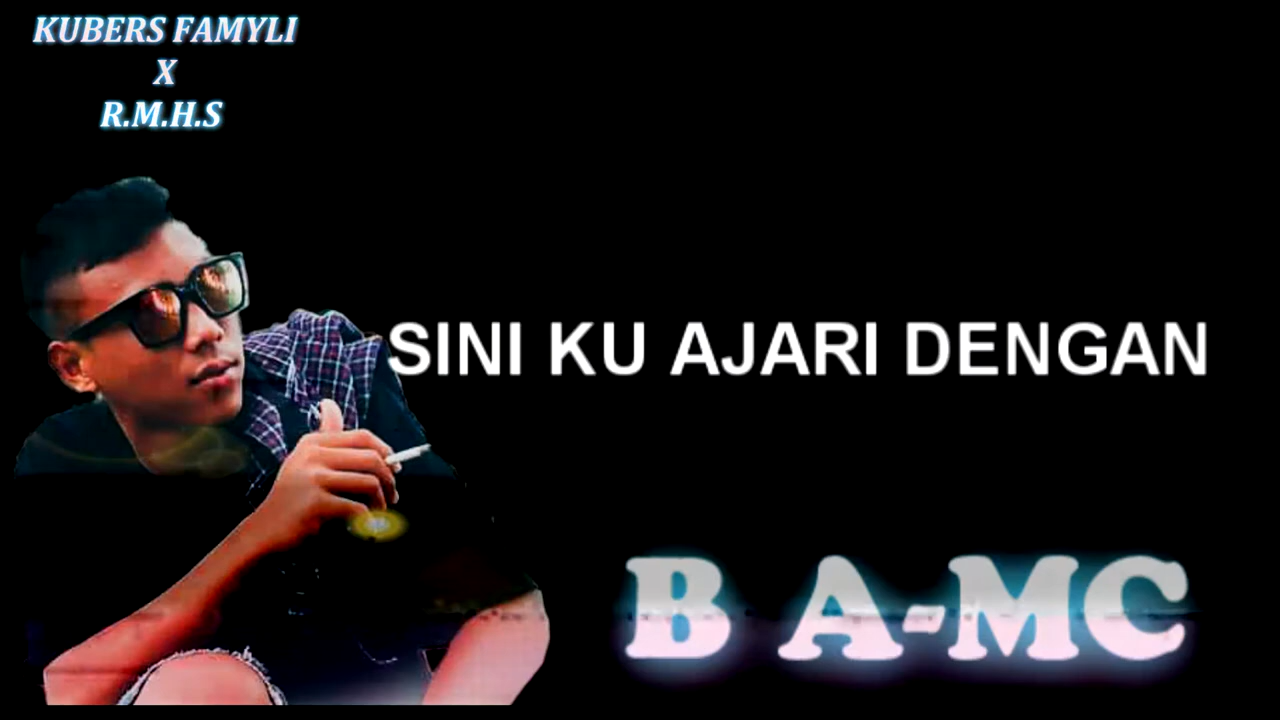 KUBERS FAMYLI
X
R.M.H.S
SINI KU AJARI DENGAN
B A-MC